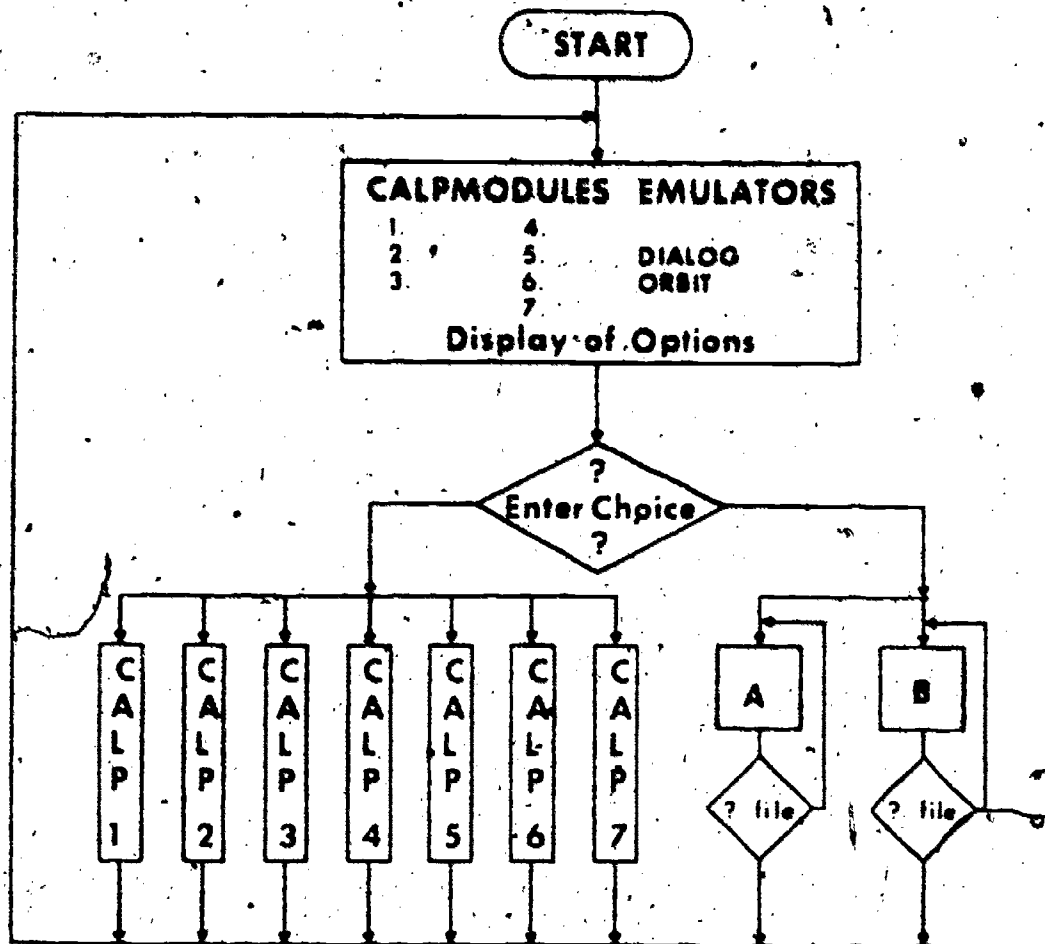 START
CALPMODULES EMULATORS
1. 4.
2. 5. DIALOG
3. 6. ORBIT
7.
Display of Options
?
Enter Choice
?
CALP 1
CALP 2
CALP 3
CALP 4
CALP 5
CALP 6
CALP 7
A
B
? file
? file